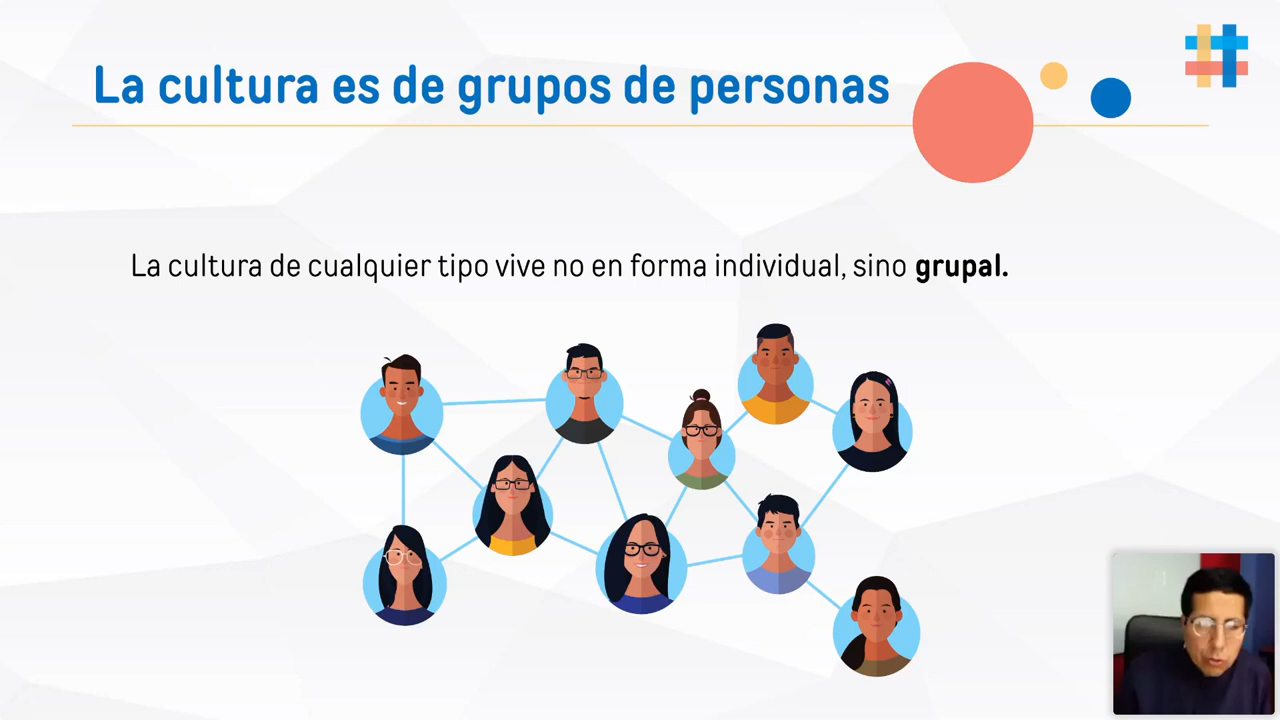 La cultura es de grupos de personas
La cultura de cualquier tipo vive no en forma individual, sino grupal.